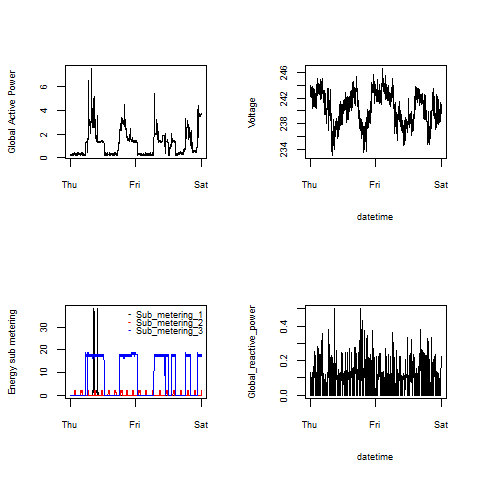 Global Active Power
0 2 4 6
Thu Fri Sat
Voltage
234 238 242 246
Thu Fri Sat
datetime
Energy sub metering
0 10 20 30
Sub_metering_1
Sub_metering_2
Sub_metering_3
Thu Fri Sat
Global_reactive_power
0.0 0.2 0.4
Thu Fri Sat
datetime